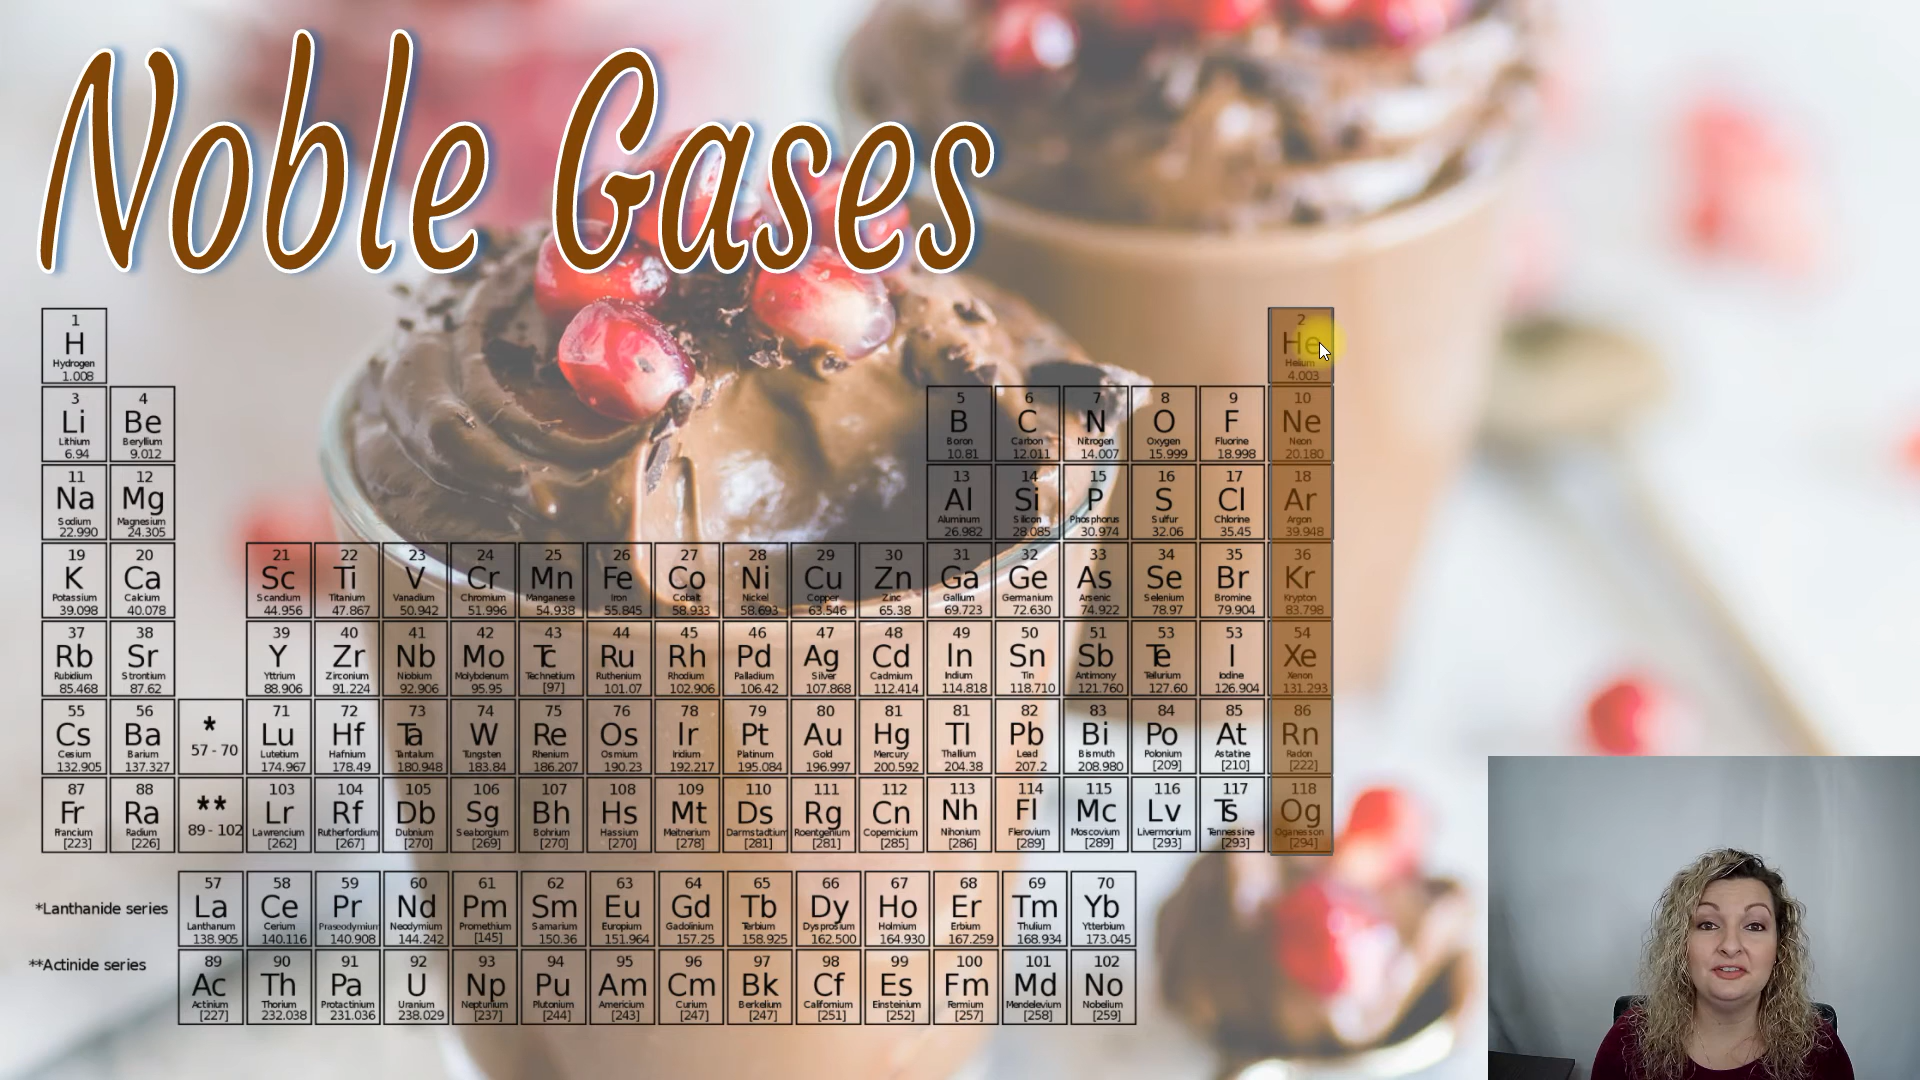 Noble Gases
1 2
H He
Hydrogen Helium
1.008 4.003
3 4 5 6 7 8 9 10
Li Be B C N O F Ne
Lithium Beryllium Boron Carbon Nitrogen Oxygen Fluorine Neon
6.94 9.012 10.81 12.011 14.007 15.999 18.998 20.180
11 12 13 14 15 16 17 18
Na Mg Al Si P S Cl Ar
Sodium Magnesium Aluminum Silicon Phosphorus Sulfur Chlorine Argon
22.990 24.305 26.982 28.085 30.974 32.06 35.45 39.948
19 20 21 22 23 24 25 26 27 28 29 30 31 32 33 34 35 36
K Ca Sc Ti V Cr Mn Fe Co Ni Cu Zn Ga Ge As Se Br Kr
Potassium Calcium Scandium Titanium Vanadium Chromium Manganese Iron Cobalt Nickel Copper Zinc Gallium Germanium Arsenic Selenium Bromine Krypton
39.098 40.078 44.956 47.867 50.942 51.996 54.938 55.845 58.933 58.693 63.546 65.38 69.723 72.630 74.922 78.97 79.904 83.798
37 38 39 40 41 42 43 44 45 46 47 48 49 50 51 53 53 54
Rb Sr Y Zr Nb Mo Tc Ru Rh Pd Ag Cd In Sn Sb Te I Xe
Rubidium Strontium Yttrium Zirconium Niobium Molybdenum Technetium Ruthenium Rhodium Palladium Silver Cadmium Indium Tin Antimony Tellurium Iodine Xenon
85.468 87.62 88.906 91.224 92.906 95.95 [97] 101.07 102.906 106.42 107.868 112.414 114.818 118.710 121.760 127.60 126.904 131.293
55 56 * 71 72 73 74 75 76 78 79 80 81 81 82 83 84 85 86
Cs Ba 57 - 70 Lu Hf Ta W Re Os Ir Pt Au Hg Tl Pb Bi Po At Rn
Cesium Barium Lutetium Hafnium Tantalum Tungsten Rhenium Osmium Iridium Platinum Gold Mercury Thallium Lead Bismuth Polonium Astatine Radon
132.905 137.327 174.967 178.49 180.948 183.84 186.207 190.23 192.217 195.084 196.997 200.592 204.38 207.2 208.980 [209] [210] [222]
87 88 ** 103 104 105 106 107 108 109 110 111 112 113 114 115 116 117 118
Fr Ra 89 - 102 Lr Rf Db Sg Bh Hs Mt Ds Rg Cn Nh Fl Mc Lv Ts Og
Francium Radium Lawrencium Rutherfordium Dubnium Seaborgium Bohrium Hassium Meitnerium Darmstadtium Roentgenium Copernicium Nihonium Flerovium Moscovium Livermorium Tennessine Oganesson
[223] [226] [262] [267] [270] [269] [270] [270] [278] [281] [281] [285] [286] [289] [289] [293] [293] [294]
57 58 59 60 61 62 63 64 65 66 67 68 69 70
*Lanthanide series La Ce Pr Nd Pm Sm Eu Gd Tb Dy Ho Er Tm Yb
Lanthanum Cerium Praseodymium Neodymium Promethium Samarium Europium Gadolinium Terbium Dysprosium Holmium Erbium Thulium Ytterbium
138.905 140.116 140.908 144.242 [145] 150.36 151.964 157.25 158.925 162.500 164.930 167.259 168.934 173.045
**Actinide series 89 90 91 92 93 94 95 96 97 98 99 100 101 102
Ac Th Pa U Np Pu Am Cm Bk Cf Es Fm Md No
Actinium Thorium Protactinium Uranium Neptunium Plutonium Americium Curium Berkelium Californium Einsteinium Fermium Mendelevium Nobelium
[227] 232.038 231.036 238.029 [237] [244] [243] [247] [247] [251] [252] [257] [258] [259]